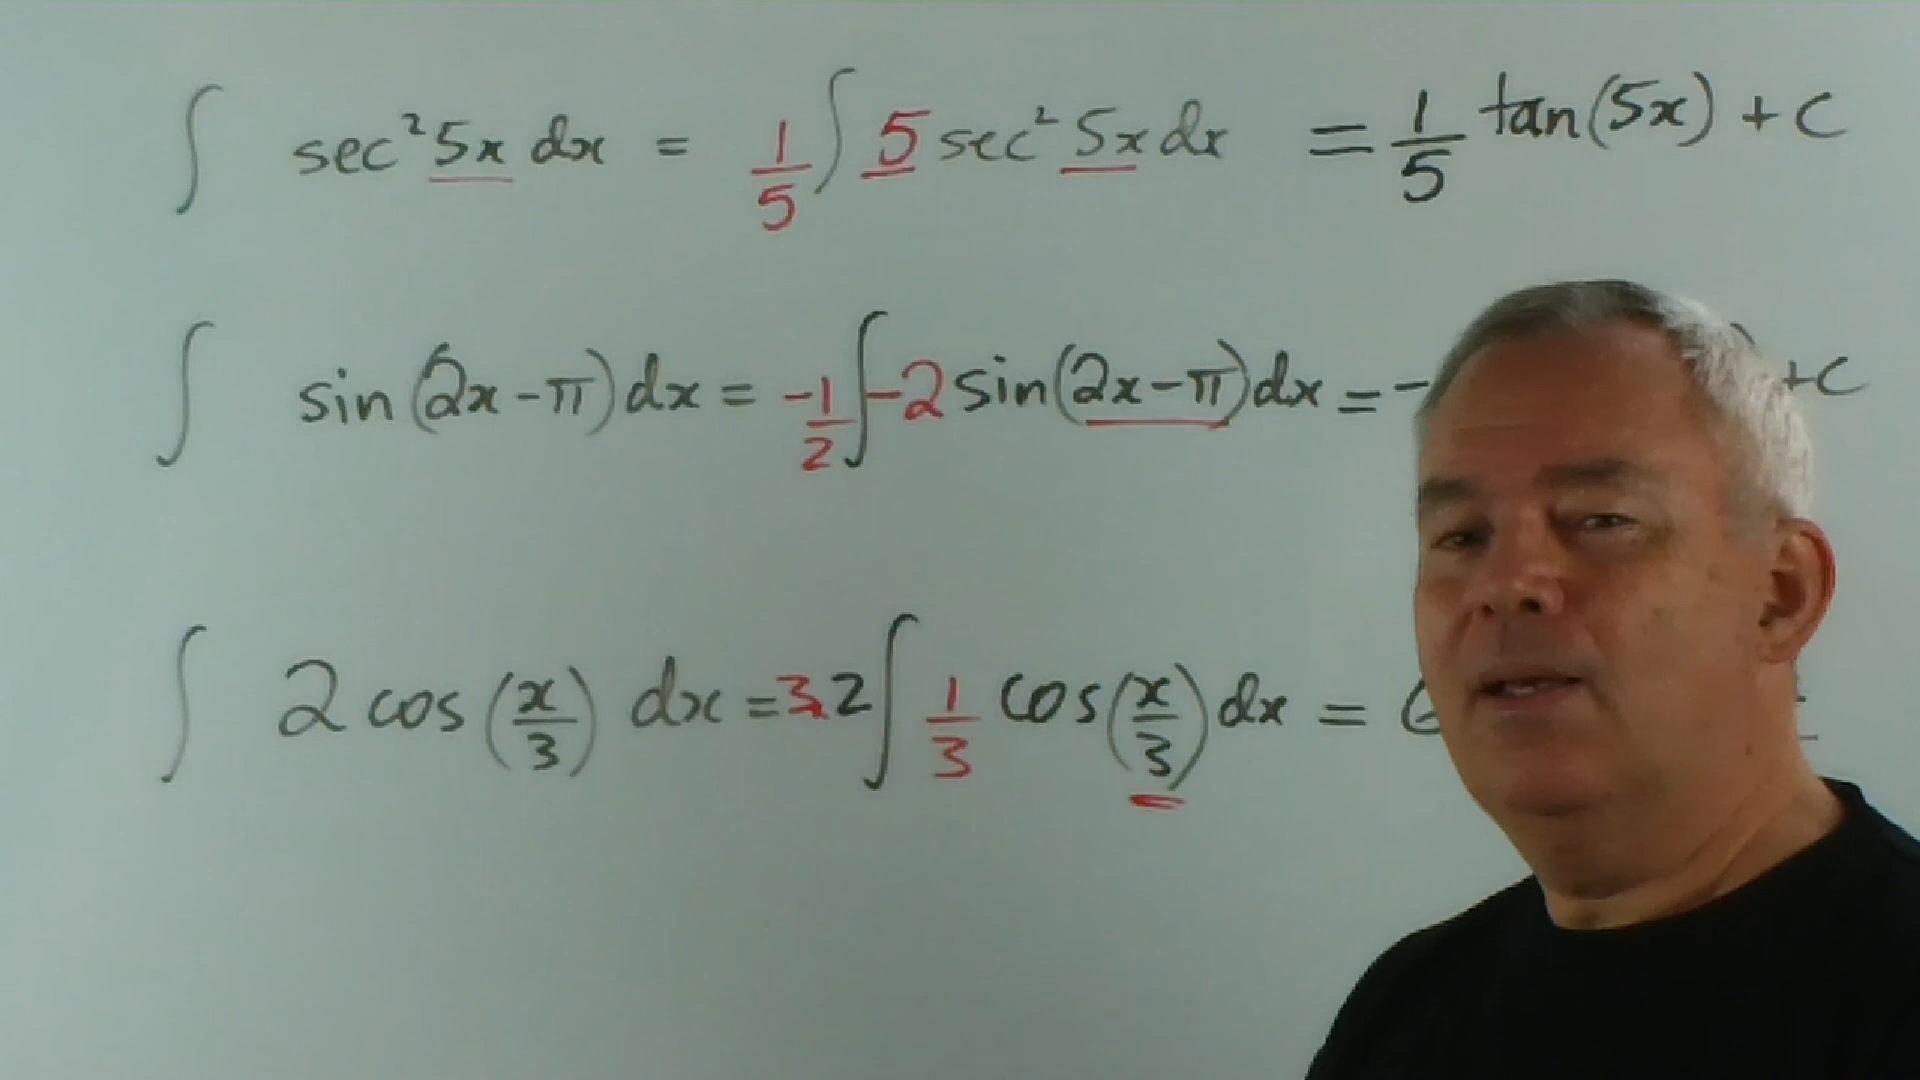 ∫ sec²5x dx = 1/5 ∫ 5 sec² 5x dx = 1/5 tan(5x) + C
∫ sin(2x-π)dx = -1/2 ∫ -2 sin(2x-π)dx = - ) +C
∫ 2 cos(x/3) dx = 3.2 ∫ 1/3 cos(x/3) dx =